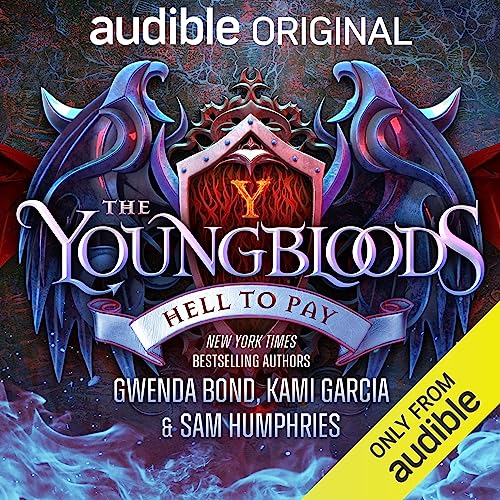 audible ORIGINAL
Y
THE
YOUNGBLOODS
HELL TO PAY
NEW YORK TIMES
BESTSELLING AUTHORS
GWENDA BOND, KAMI GARCIA
& SAM HUMPHRIES
ONLY FROM
audible